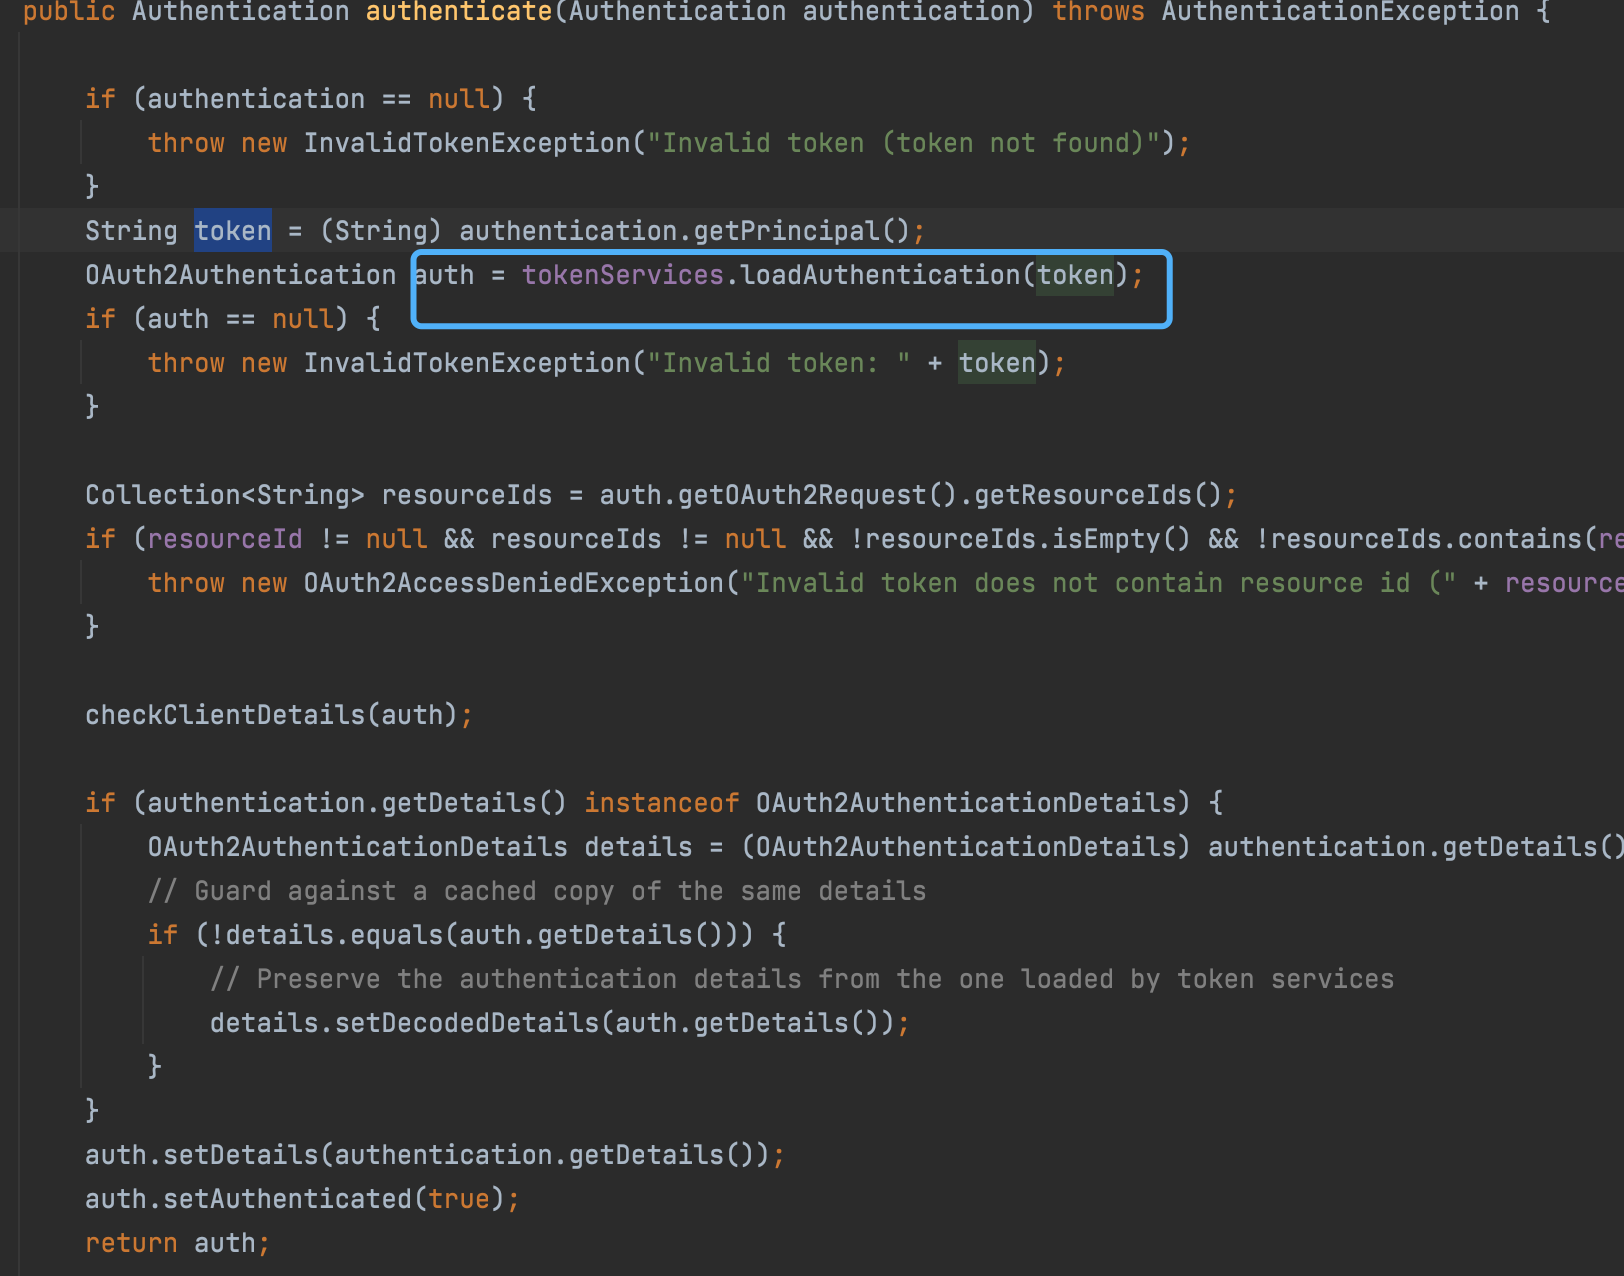 public Authentication authenticate(Authentication authentication) throws AuthenticationException {
if (authentication == null) {
throw new InvalidTokenException("Invalid token (token not found)");
}
String token = (String) authentication.getPrincipal();
OAuth2Authentication auth = tokenServices.loadAuthentication(token);
if (auth == null) {
throw new InvalidTokenException("Invalid token: " + token);
}
Collection<String> resourceIds = auth.getOAuth2Request().getResourceIds();
if (resourceId != null && resourceIds != null && !resourceIds.isEmpty() && !resourceIds.contains(re
throw new OAuth2AccessDeniedException("Invalid token does not contain resource id (" + resource
}
checkClientDetails(auth);
if (authentication.getDetails() instanceof OAuth2AuthenticationDetails) {
OAuth2AuthenticationDetails details = (OAuth2AuthenticationDetails) authentication.getDetails()
// Guard against a cached copy of the same details
if (!details.equals(auth.getDetails())) {
// Preserve the authentication details from the one loaded by token services
details.setDecodedDetails(auth.getDetails());
}
}
auth.setDetails(authentication.getDetails());
auth.setAuthenticated(true);
return auth;